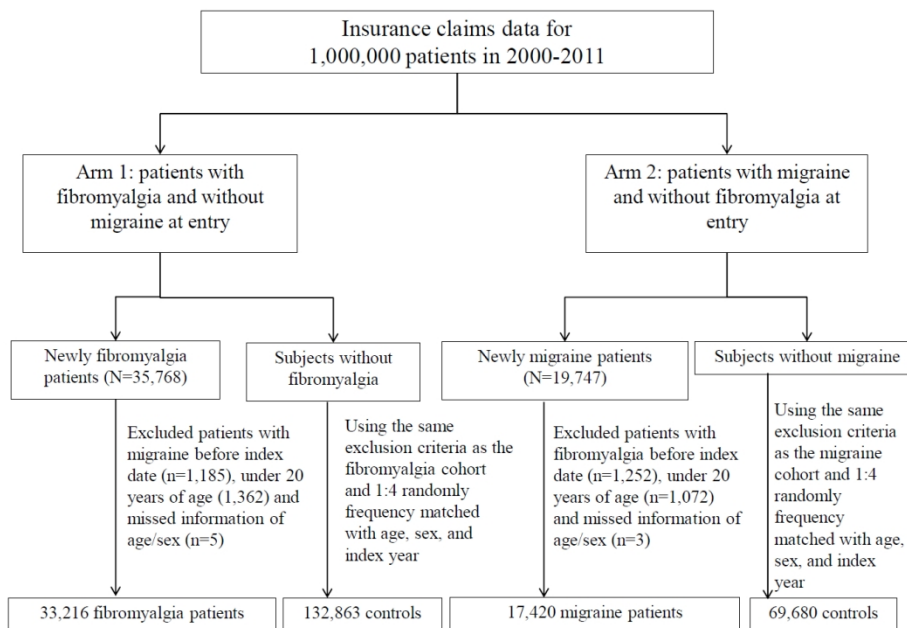 Insurance claims data for
1,000,000 patients in 2000-2011
Arm 1: patients with
fibromyalgia and without
migraine at entry
Arm 2: patients with migraine
and without fibromyalgia at
entry
Newly fibromyalgia
patients (N=35,768)
Subjects without
fibromyalgia
Newly migraine patients
(N=19,747)
Subjects without migraine
Excluded patients with
migraine before index
date (n=1,185), under 20
years of age (1,362) and
missed information of
age/sex (n=5)
Using the same
exclusion criteria as the
fibromyalgia cohort
and 1:4 randomly
frequency matched
with age, sex, and
index year
Excluded patients with
fibromyalgia before index
date (n=1,252), under 20
years of age (n=1,072)
and missed information of
age/sex (n=3)
Using the same
exclusion criteria
as the migraine
cohort and 1:4
randomly
frequency
matched with age,
sex, and index
year
33,216 fibromyalgia patients
132,863 controls
17,420 migraine patients
69,680 controls